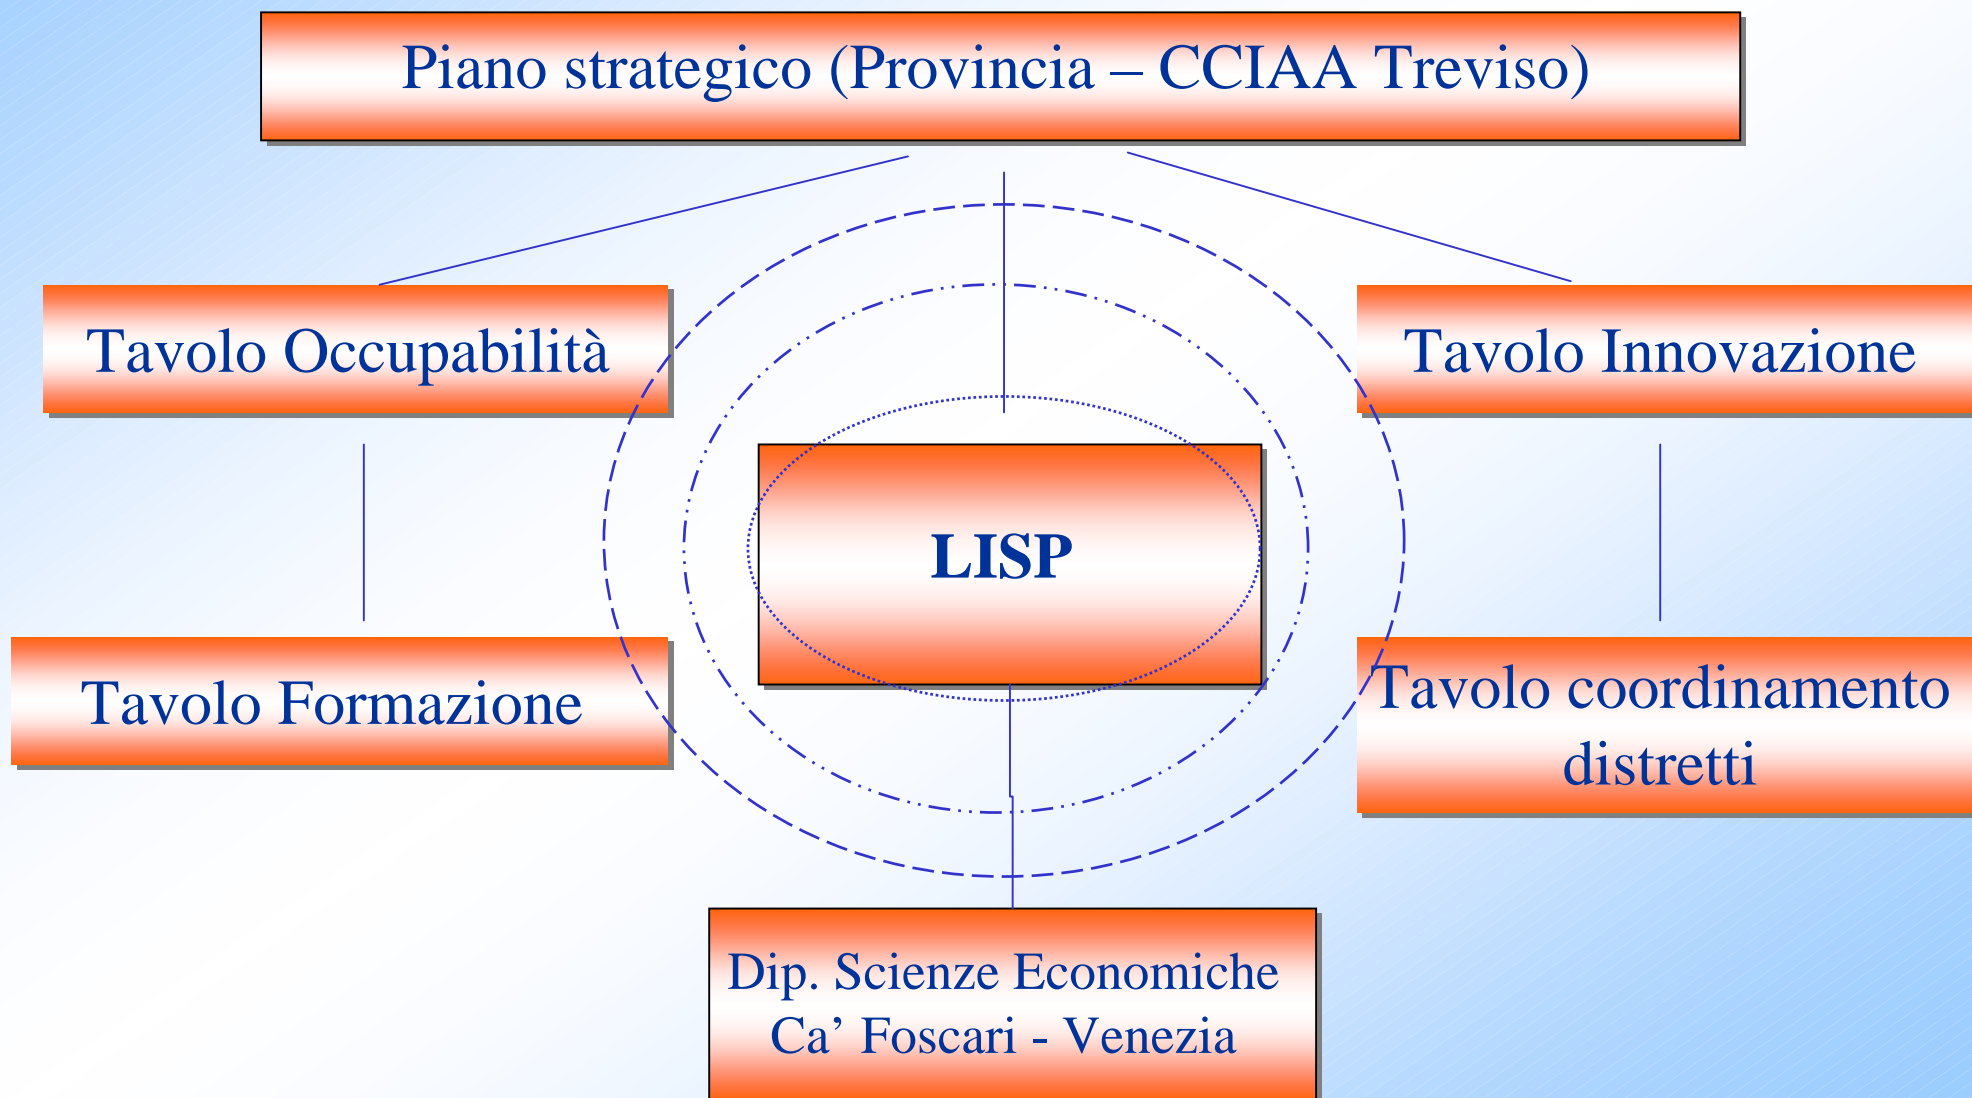 Piano strategico (Provincia – CCIAA Treviso)
Tavolo Occupabilità
Tavolo Innovazione
LISP
Tavolo Formazione
Tavolo coordinamento
distretti
Dip. Scienze Economiche
Ca’ Foscari - Venezia